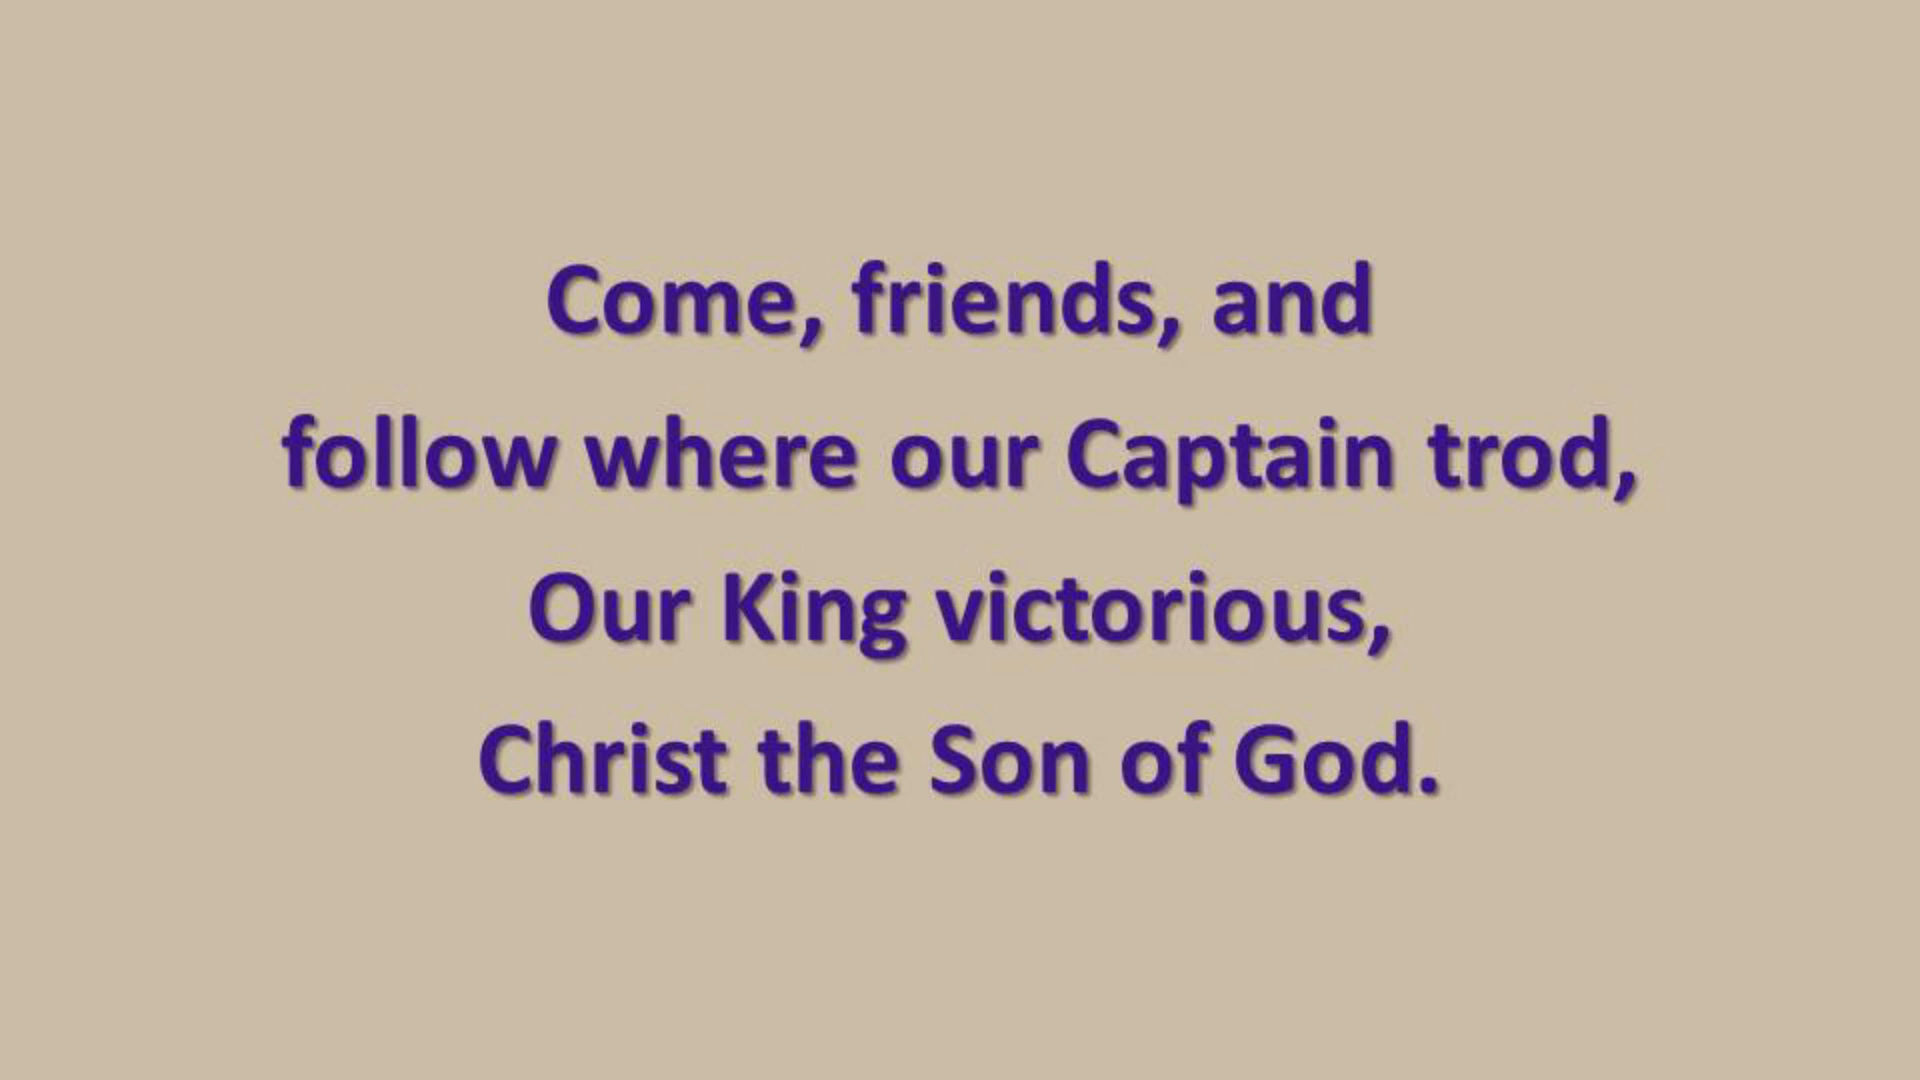 Come, friends, and
follow where our Captain trod,
Our King victorious,
Christ the Son of God.